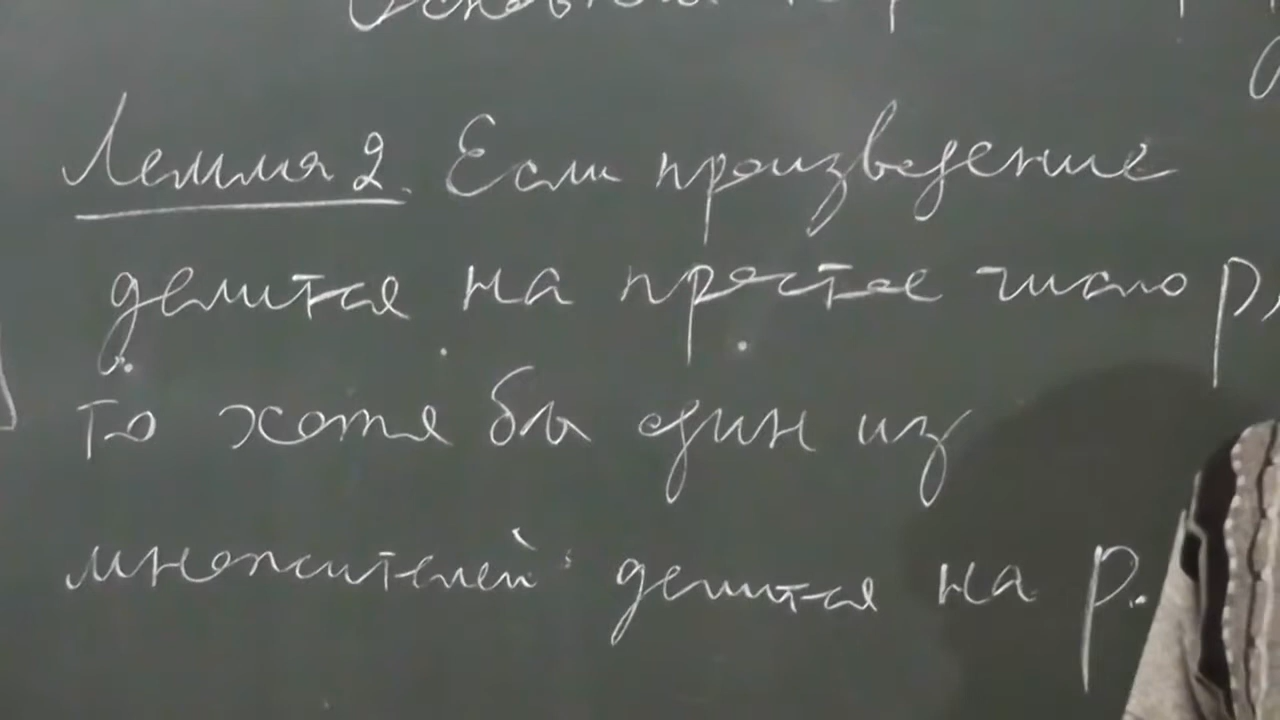 Лемма 2. Если произведение
делится на простое число p,
то хотя бы один из
множителей делится на p.